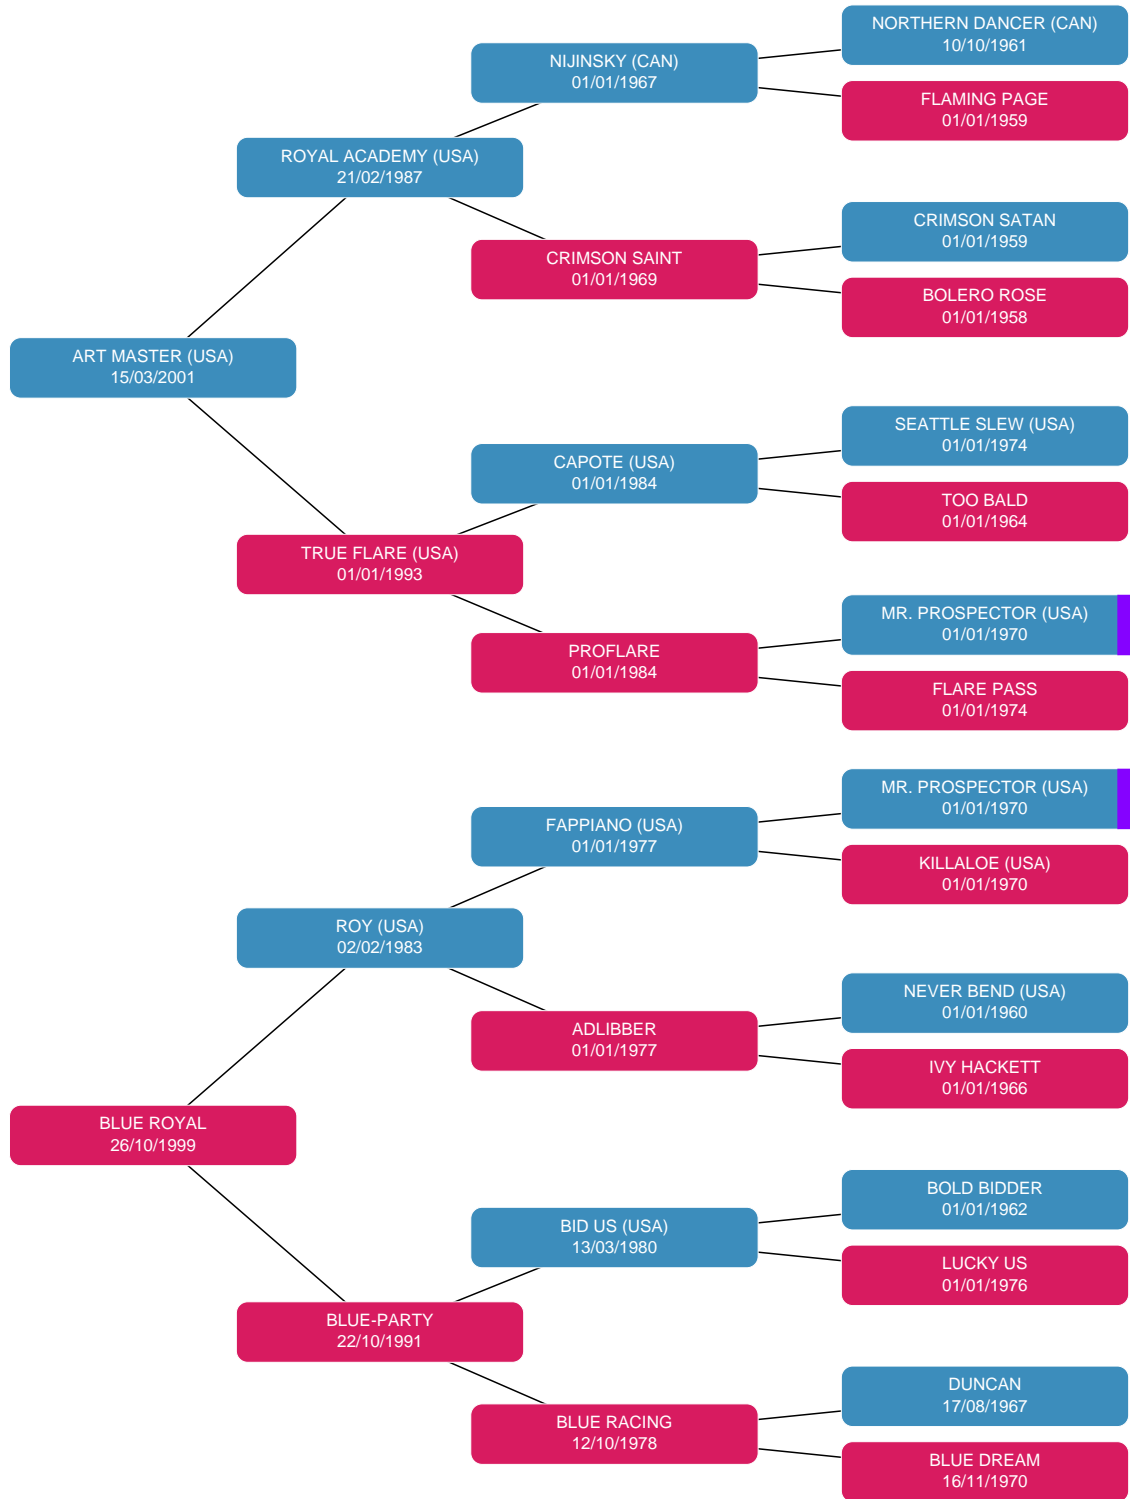 NORTHERN DANCER (CAN)
10/10/1961
NIJINSKY (CAN)
01/01/1967
FLAMING PAGE
01/01/1959
ROYAL ACADEMY (USA)
21/02/1987
CRIMSON SATAN
01/01/1959
CRIMSON SAINT
01/01/1969
BOLERO ROSE
01/01/1958
ART MASTER (USA)
15/03/2001
SEATTLE SLEW (USA)
01/01/1974
CAPOTE (USA)
01/01/1984
TOO BALD
01/01/1964
TRUE FLARE (USA)
01/01/1993
MR. PROSPECTOR (USA)
01/01/1970
PROFLARE
01/01/1984
FLARE PASS
01/01/1974
MR. PROSPECTOR (USA)
01/01/1970
FAPPIANO (USA)
01/01/1977
KILLALOE (USA)
01/01/1970
ROY (USA)
02/02/1983
NEVER BEND (USA)
01/01/1960
ADLIBBER
01/01/1977
IVY HACKETT
01/01/1966
BLUE ROYAL
26/10/1999
BOLD BIDDER
01/01/1962
BID US (USA)
13/03/1980
LUCKY US
01/01/1976
BLUE-PARTY
22/10/1991
DUNCAN
17/08/1967
BLUE RACING
12/10/1978
BLUE DREAM
16/11/1970